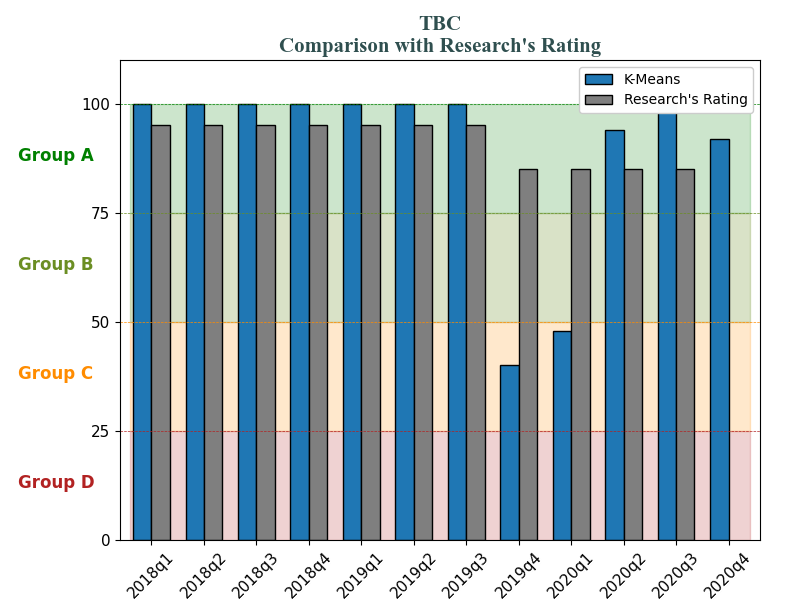 TBC
Comparison with Research's Rating
K-Means
Research's Rating
100
Group A
75
Group B
50
Group C
25
Group D
0
2018q1
2018q2
2018q3
2018q4
2019q1
2019q2
2019q3
2019q4
2020q1
2020q2
2020q3
2020q4